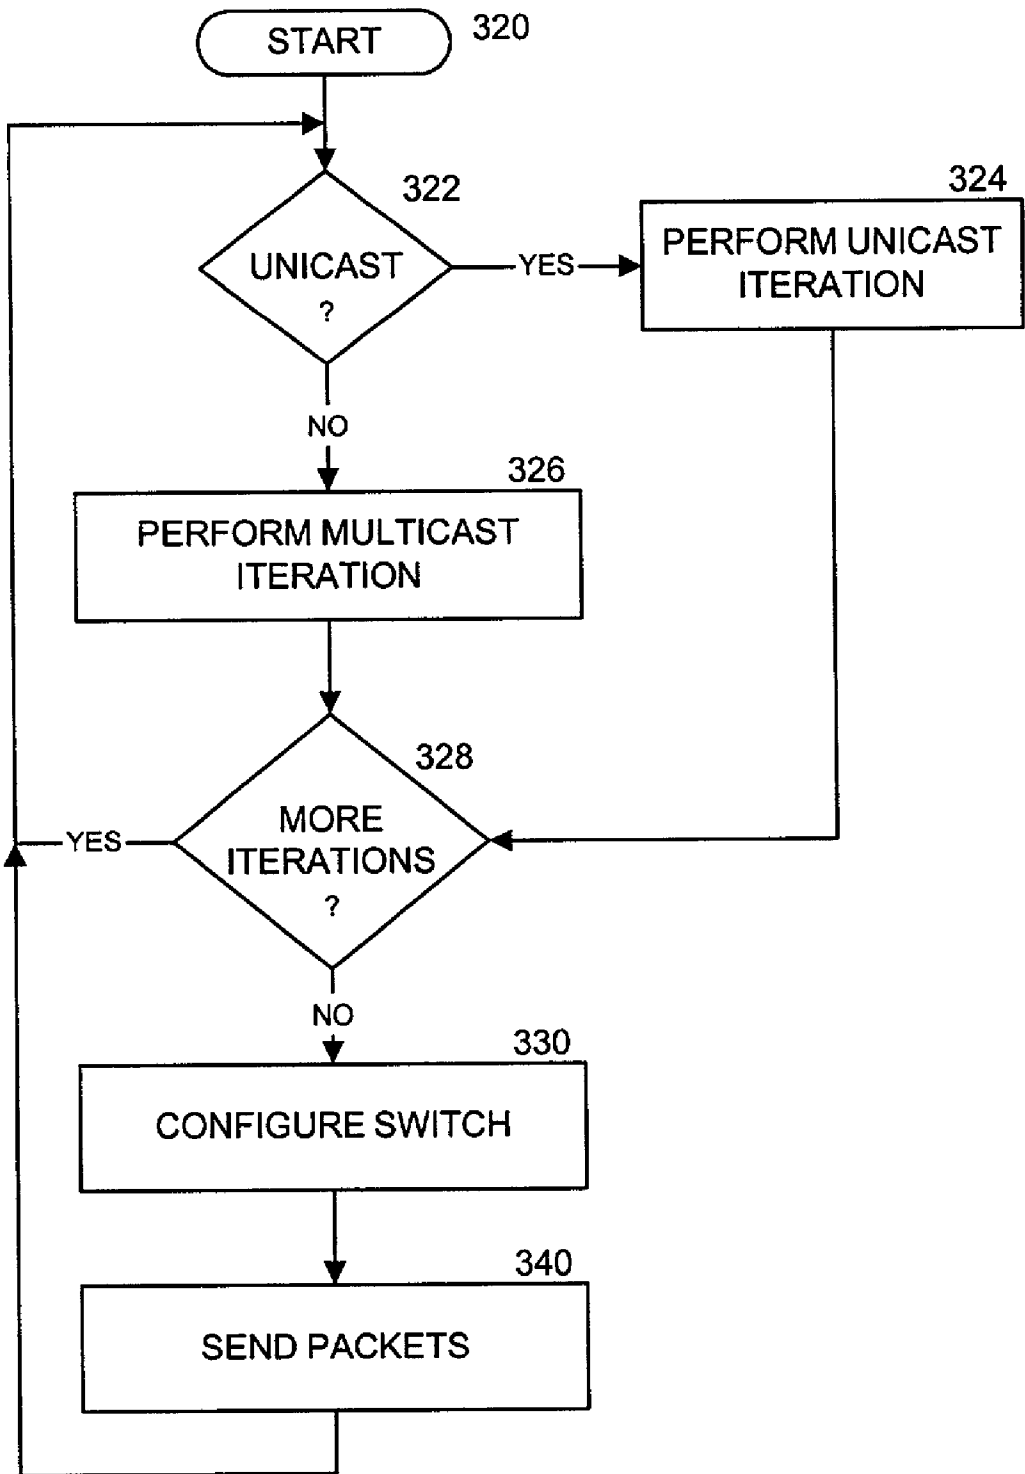 START
320
322
UNICAST
?
YES
324
PERFORM UNICAST
ITERATION
NO
326
PERFORM MULTICAST
ITERATION
328
MORE
ITERATIONS
?
YES
NO
330
CONFIGURE SWITCH
340
SEND PACKETS